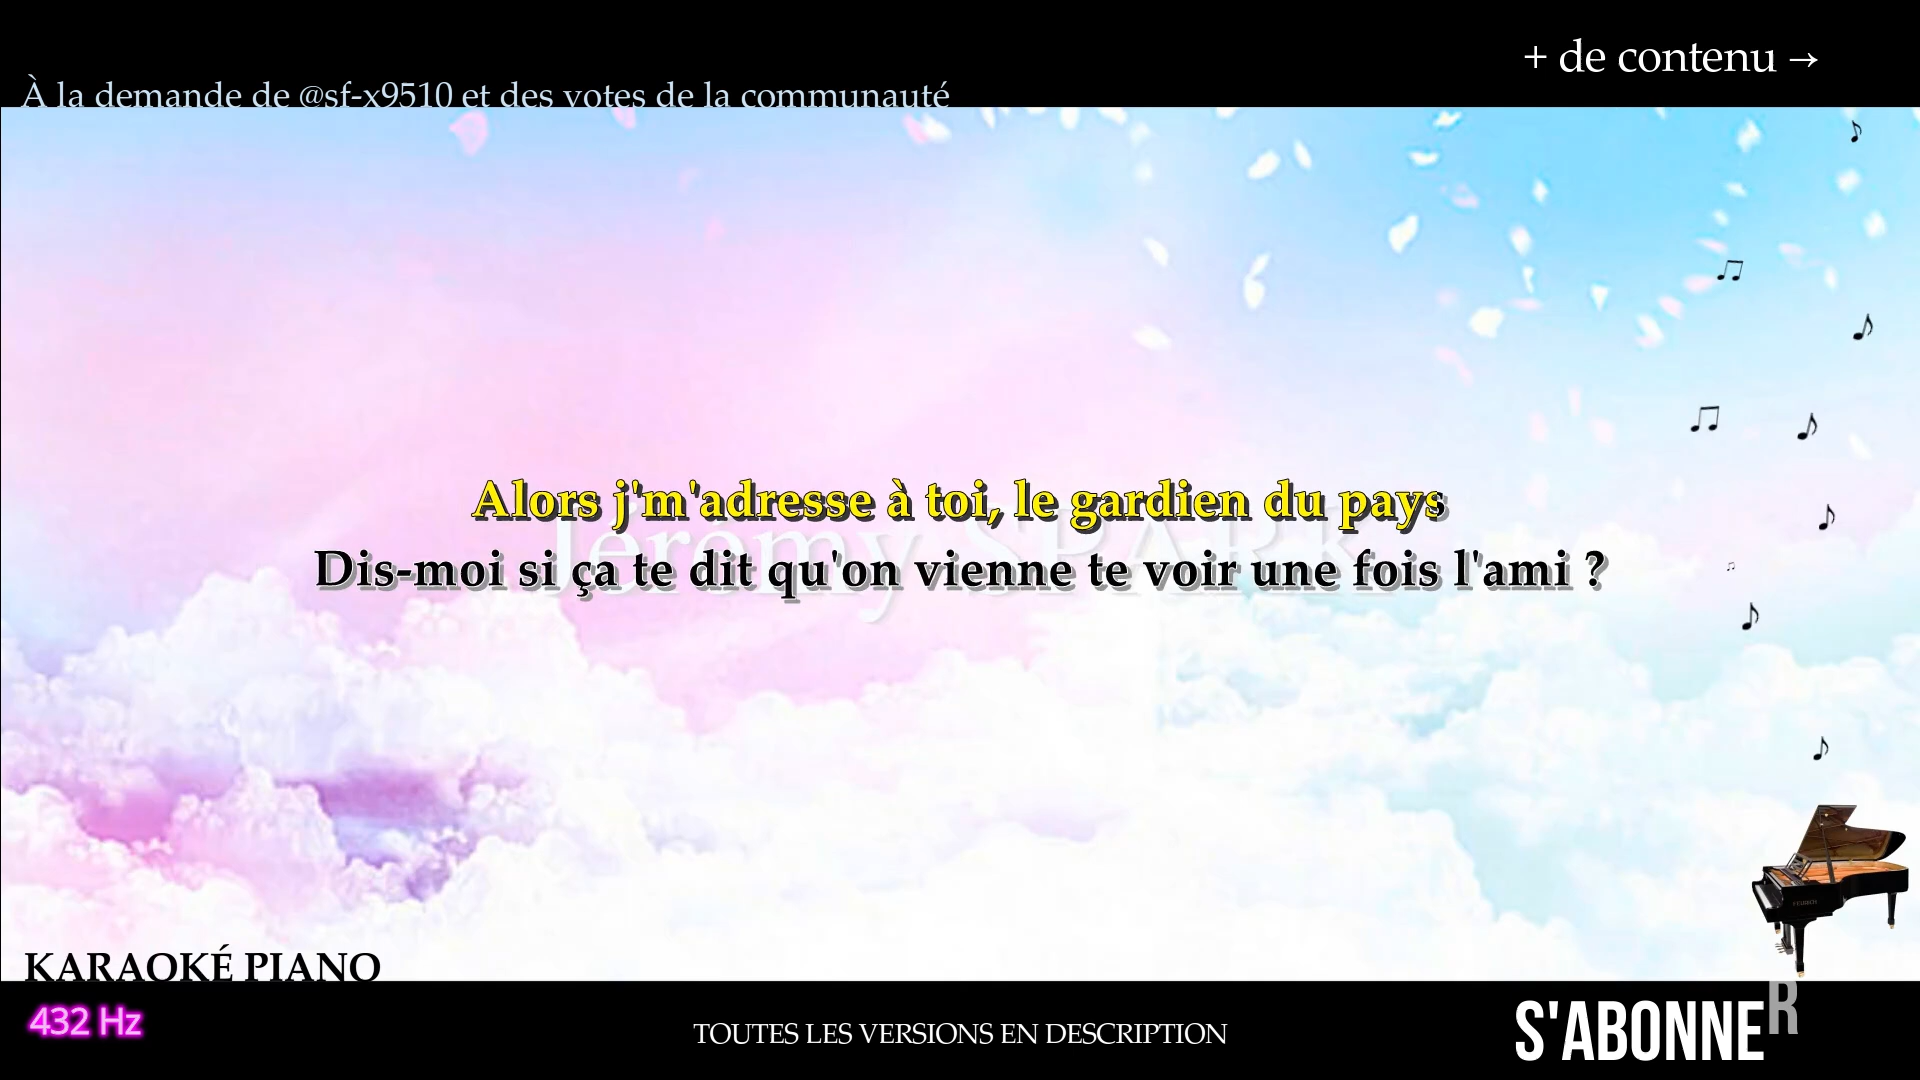 + de contenu →
À la demande de @sf-x9510 et des votes de la communauté
Alors j'm'adresse à toi, le gardien du pays
Jérémy SPARK
Dis-moi si ça te dit qu'on vienne te voir une fois l'ami ?
KARAOKÉ PIANO
432 Hz
TOUTES LES VERSIONS EN DESCRIPTION
S'ABONNER